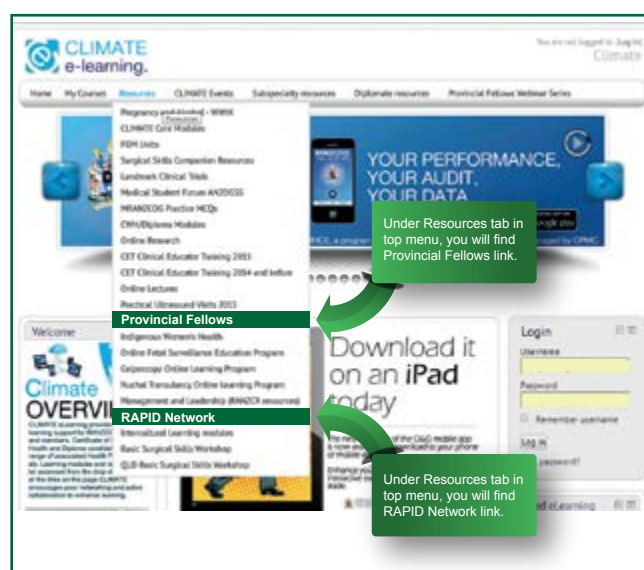 CLIMATE
e-learning.
You are not logged in. (Log in)
Climate
Home My Courses Resources CLIMATE Events Subspecialty resources Diplomate resources Provincial Fellows Webinar Series
CLIMATE Core Modules
PDM Units
Surgical Skills Companion Resources
Landmark Clinical Trials
Medical Student Forum ANZJOGS
MRANZCOG Practice MCQs
CWH/Diploma Modules
Online Research
CET Clinical Educator Training 2015
CET Clinical Educator Training 2014 and before
Online Lectures
Practical Ultrasound Visits 2015
Provincial Fellows
Indigenous Women's Health
Online Fetal Surveillance Education Program
Colposcopy Online Learning Program
Nuchal Translucency Online Learning Program
Management and Leadership (RANZCR resources)
RAPID Network
Intercultural Learning modules
Basic Surgical Skills Workshop
QLD Basic Surgical Skills Workshop
YOUR PERFORMANCE,
YOUR AUDIT,
YOUR DATA
Under Resources tab in
top menu, you will find
Provincial Fellows link.
Welcome
Climate
OVERVI
Download it
on an iPad
today
Login
Username
Password
Remember username
Log in
password?
Under Resources tab in
top menu, you will find
RAPID Network link.